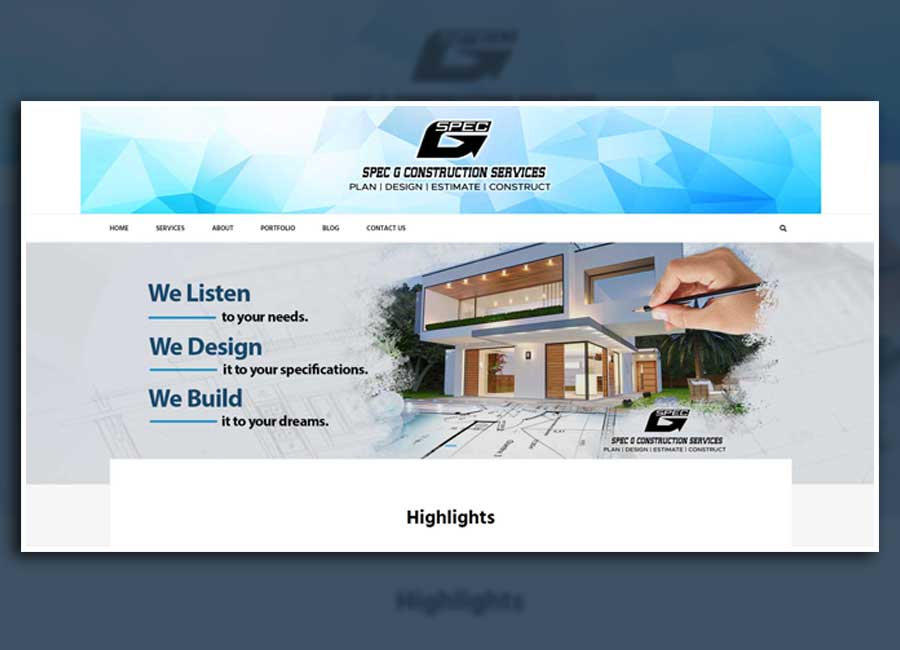 SPEC
G
SPEC G CONSTRUCTION SERVICES
PLAN | DESIGN | ESTIMATE | CONSTRUCT
HOME SERVICES ABOUT PORTFOLIO BLOG CONTACT US
We Listen
to your needs.
We Design
it to your specifications.
We Build
it to your dreams.
SPEC
G
SPEC G CONSTRUCTION SERVICES
PLAN | DESIGN | ESTIMATE | CONSTRUCT
Highlights
Highlights